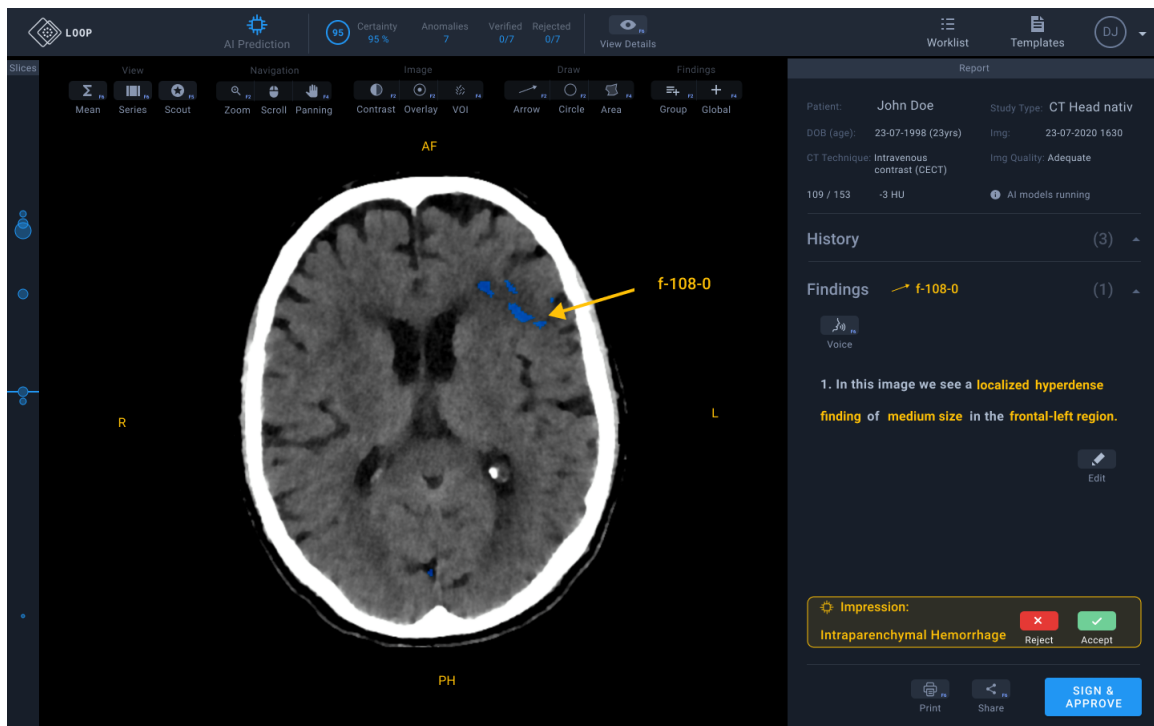 LOOP
AI Prediction
95
Certainty
95 %
Anomalies
7
Verified Rejected
0/7 0/7
View Details
Worklist
Templates
DJ
Slices
View
Mean Series Scout
Navigation
Zoom Scroll Panning
Image
Contrast Overlay VOI
Draw
Arrow Circle Area
Findings
Group Global
AF
f-108-0
R
L
PH
Report
Patient: John Doe Study Type: CT Head nativ
DOB (age): 23-07-1998 (23yrs) Img: 23-07-2020 1630
CT Technique: Intravenous Img Quality: Adequate
contrast (CECT)
109 / 153 -3 HU AI models running
History (3)
Findings f-108-0 (1)
Voice
1. In this image we see a localized hyperdense
finding of medium size in the frontal-left region.
Edit
Impression:
Intraparenchymal Hemorrhage
Reject Accept
Print Share
SIGN &
APPROVE